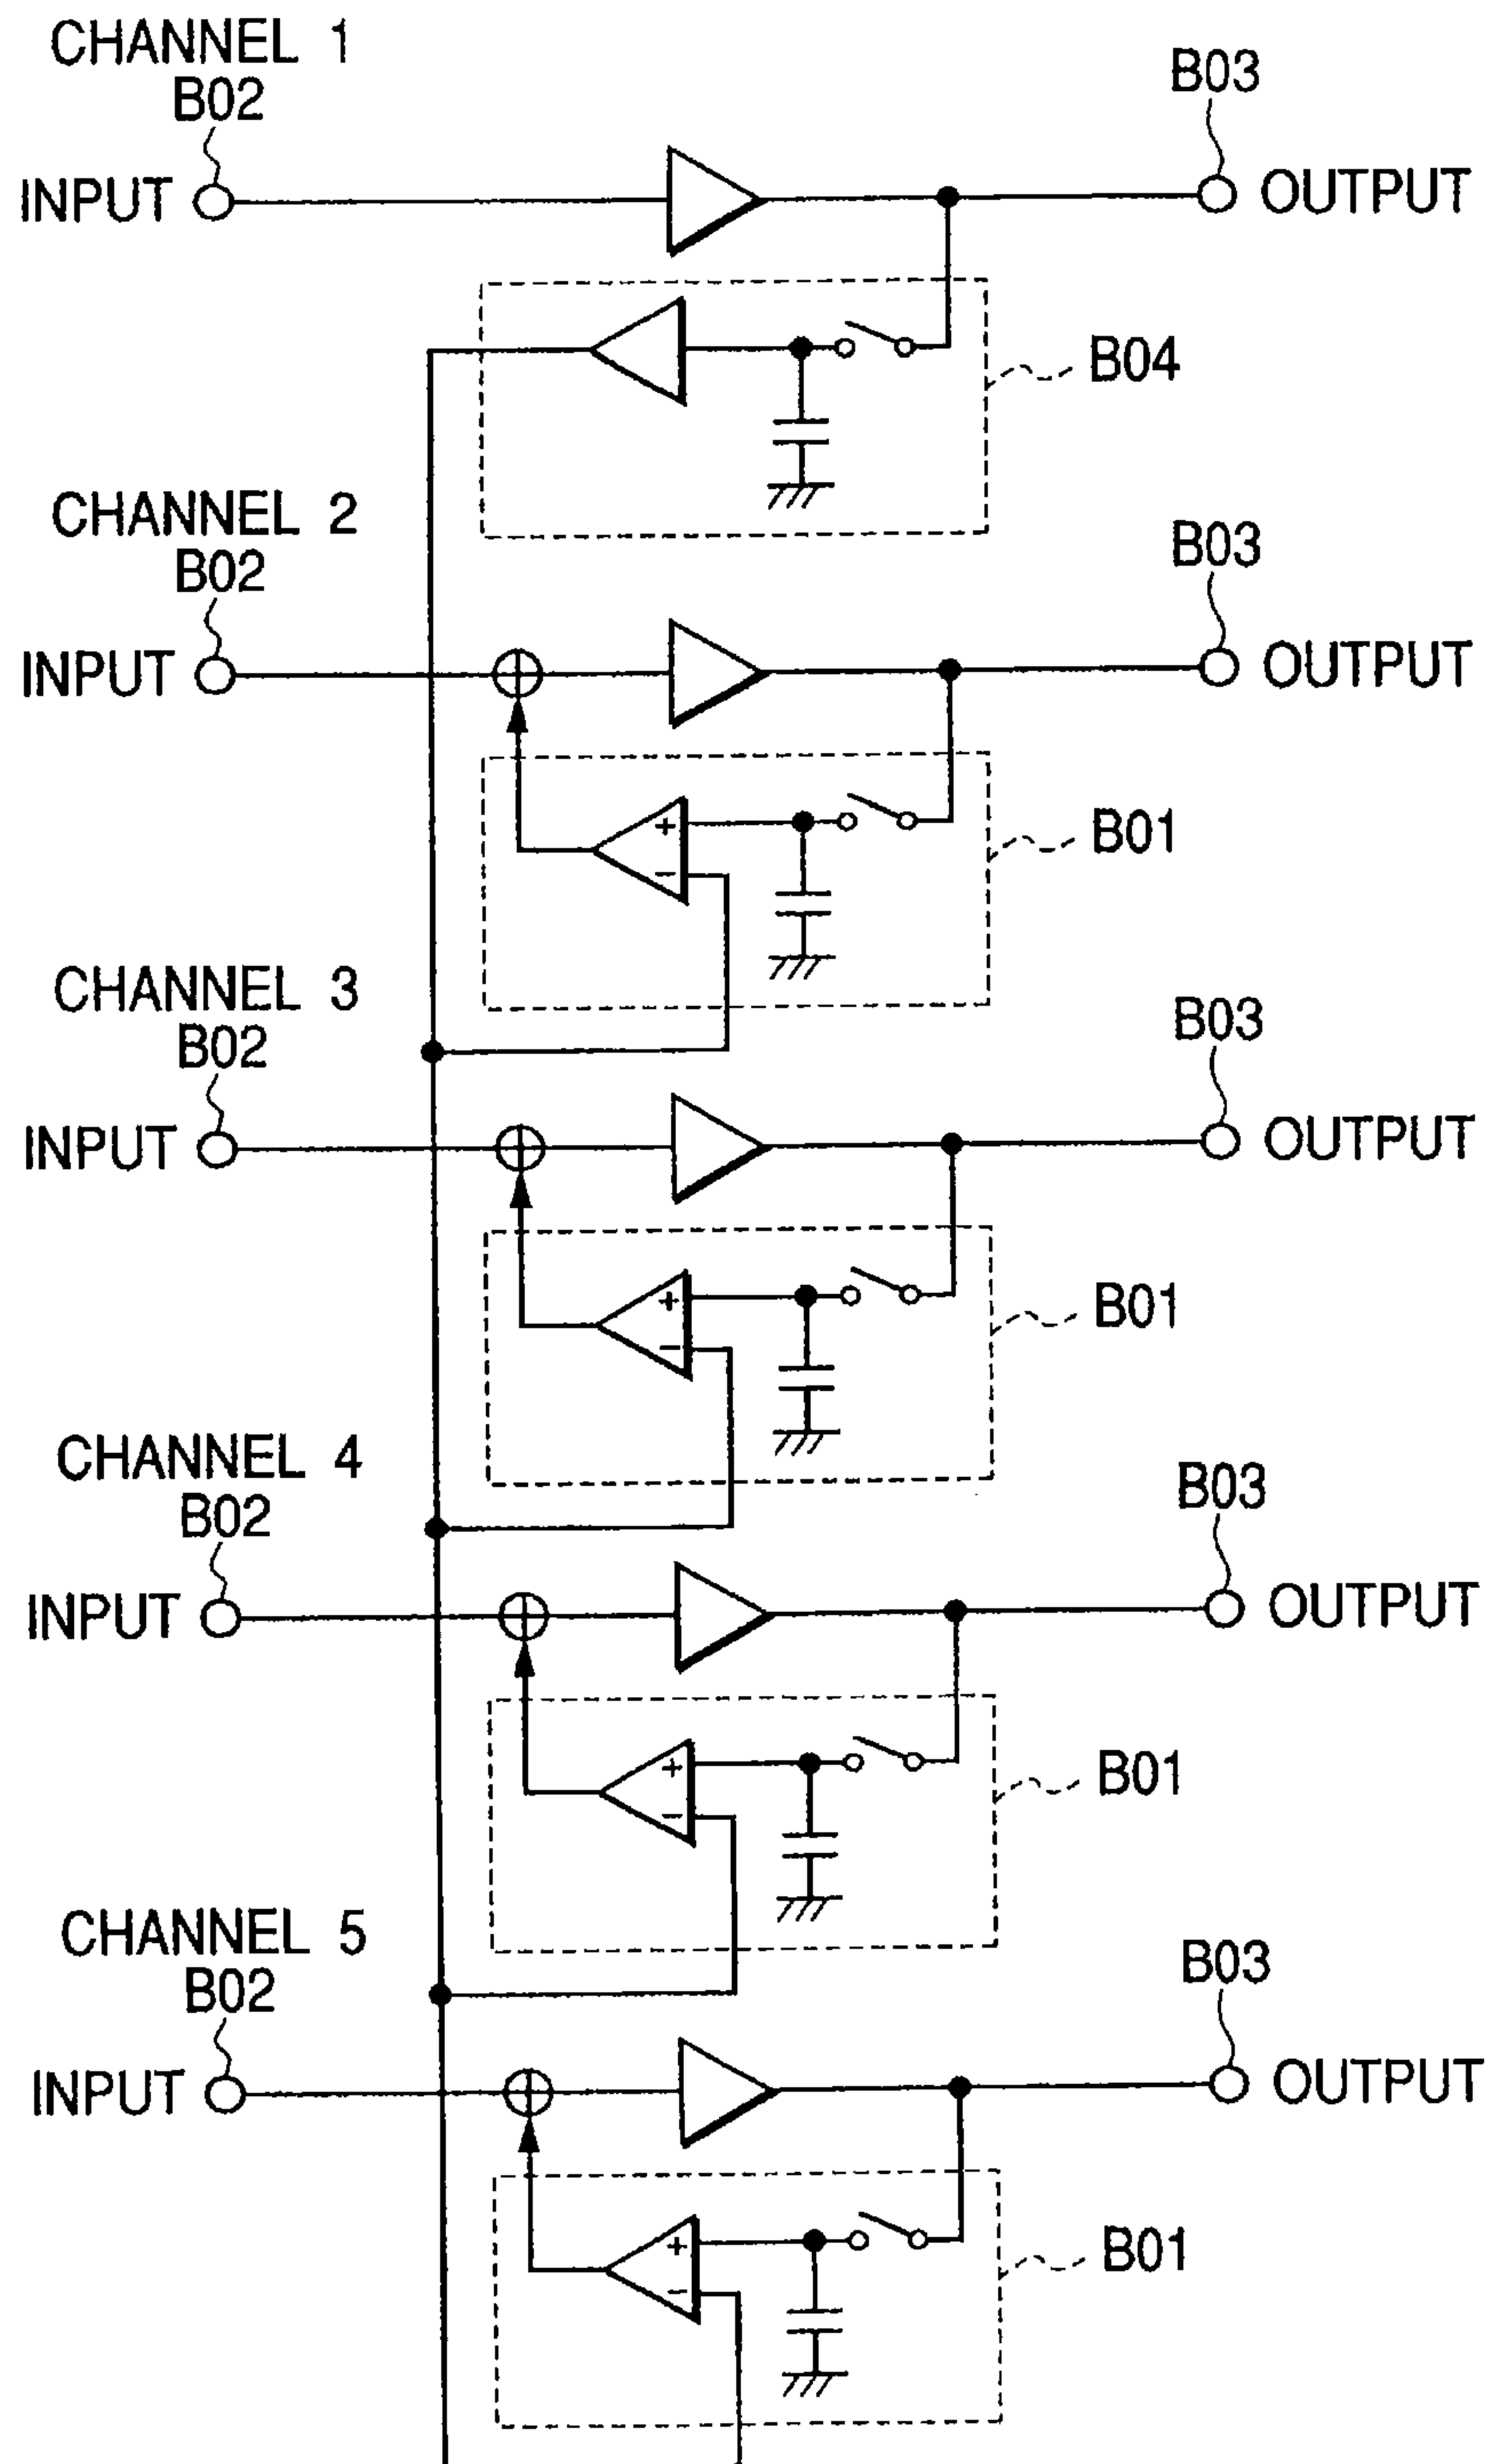 CHANNEL 1
B02
B03
INPUT
OUTPUT
B04
CHANNEL 2
B02
B03
INPUT
OUTPUT
+
−
B01
CHANNEL 3
B02
B03
INPUT
OUTPUT
+
−
B01
CHANNEL 4
B02
B03
INPUT
OUTPUT
+
−
B01
CHANNEL 5
B02
B03
INPUT
OUTPUT
+
−
B01